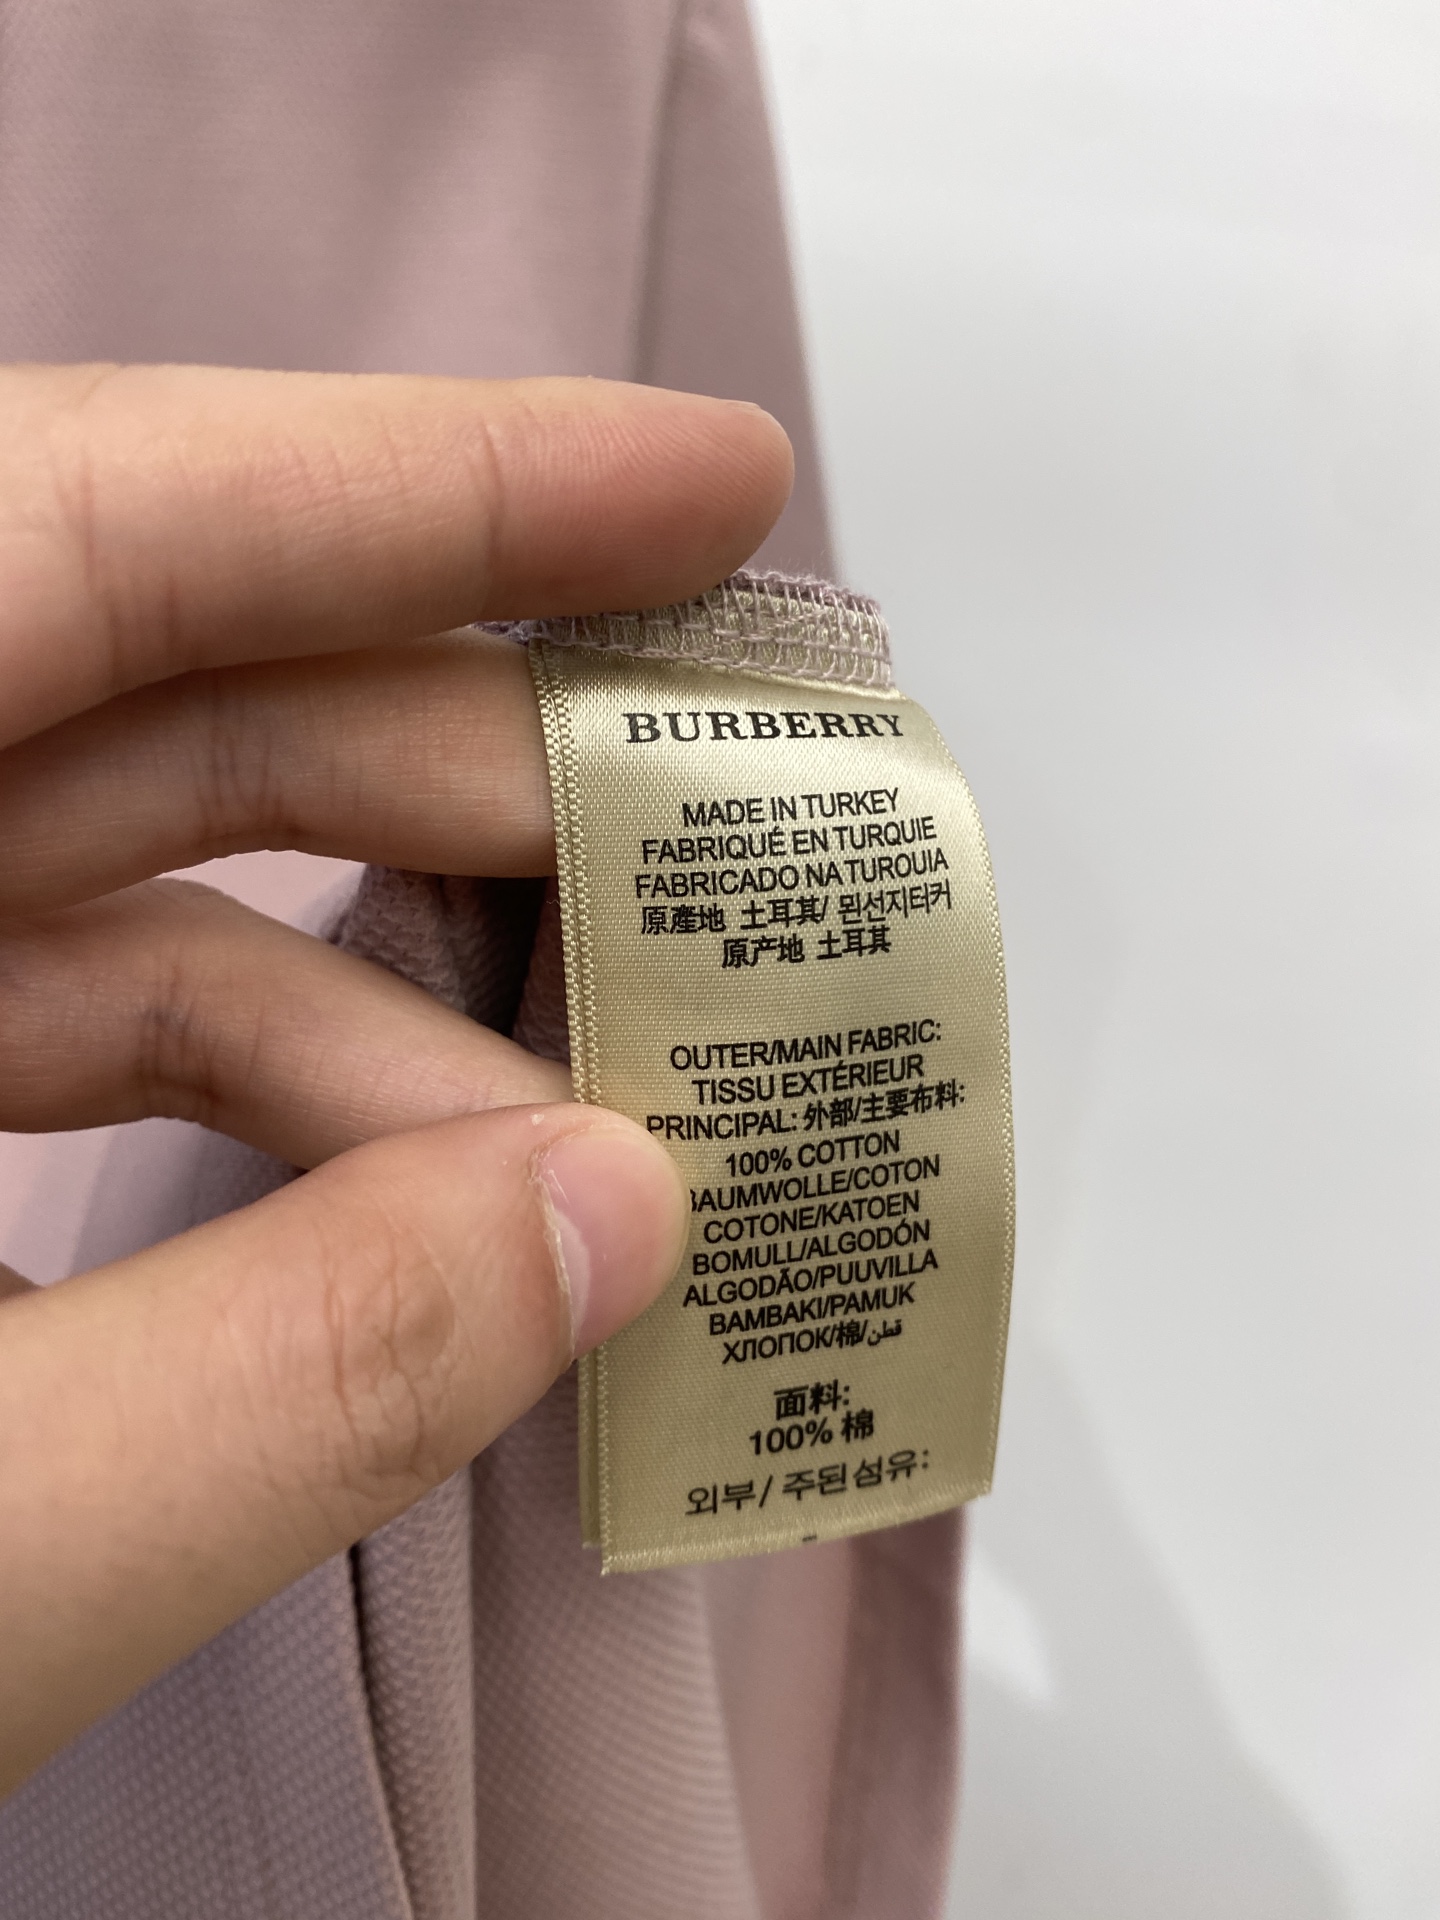 BURBERRY
MADE IN TURKEY
FABRIQUÉ EN TURQUIE
FABRICADO NA TUROUIA
原產地 土耳其/ 묀선지터커
原产地 土耳其
OUTER/MAIN FABRIC:
TISSU EXTÉRIEUR
PRINCIPAL: 外部/主要布料:
100% COTTON
BAUMWOLLE/COTON
COTONE/KATOEN
BOMULL/ALGODÓN
ALGODÃO/PUUVILLA
BAMBAKI/PAMUK
ХЛОПОК/棉/قطن
面料:
100% 棉
외부/ 주된섬유: